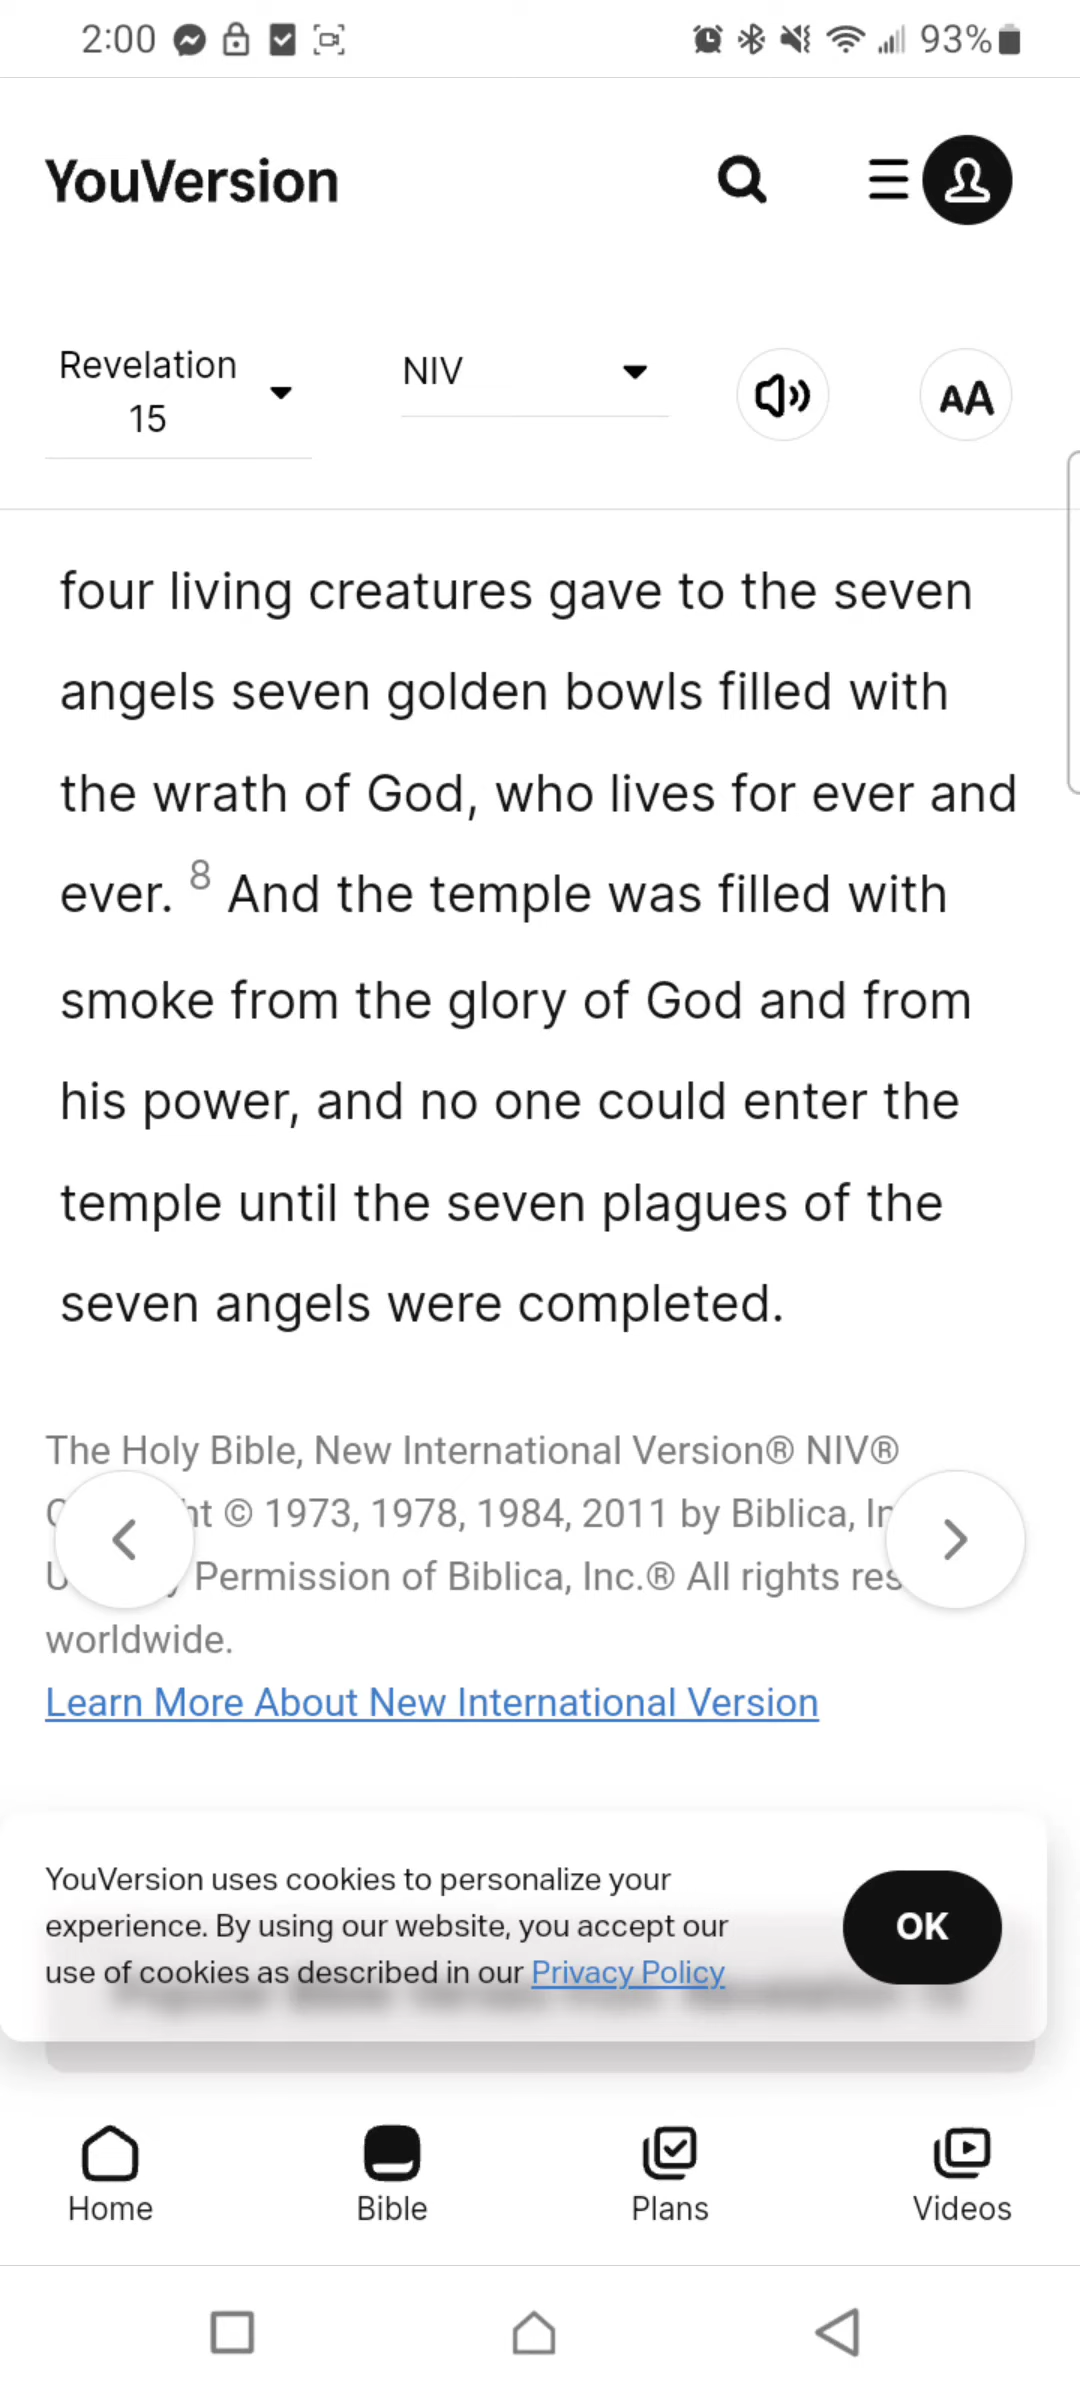 2:00 93%
YouVersion
Revelation
15
NIV
AA
four living creatures gave to the seven
angels seven golden bowls filled with
the wrath of God, who lives for ever and
ever. 8 And the temple was filled with
smoke from the glory of God and from
his power, and no one could enter the
temple until the seven plagues of the
seven angels were completed.
The Holy Bible, New International Version® NIV®
© 1973, 1978, 1984, 2011 by Biblica,
Permission of Biblica, Inc.® All rights
worldwide.
Learn More About New International Version
YouVersion uses cookies to personalize your
experience. By using our website, you accept our
use of cookies as described in our Privacy Policy
OK
Home
Bible
Plans
Videos